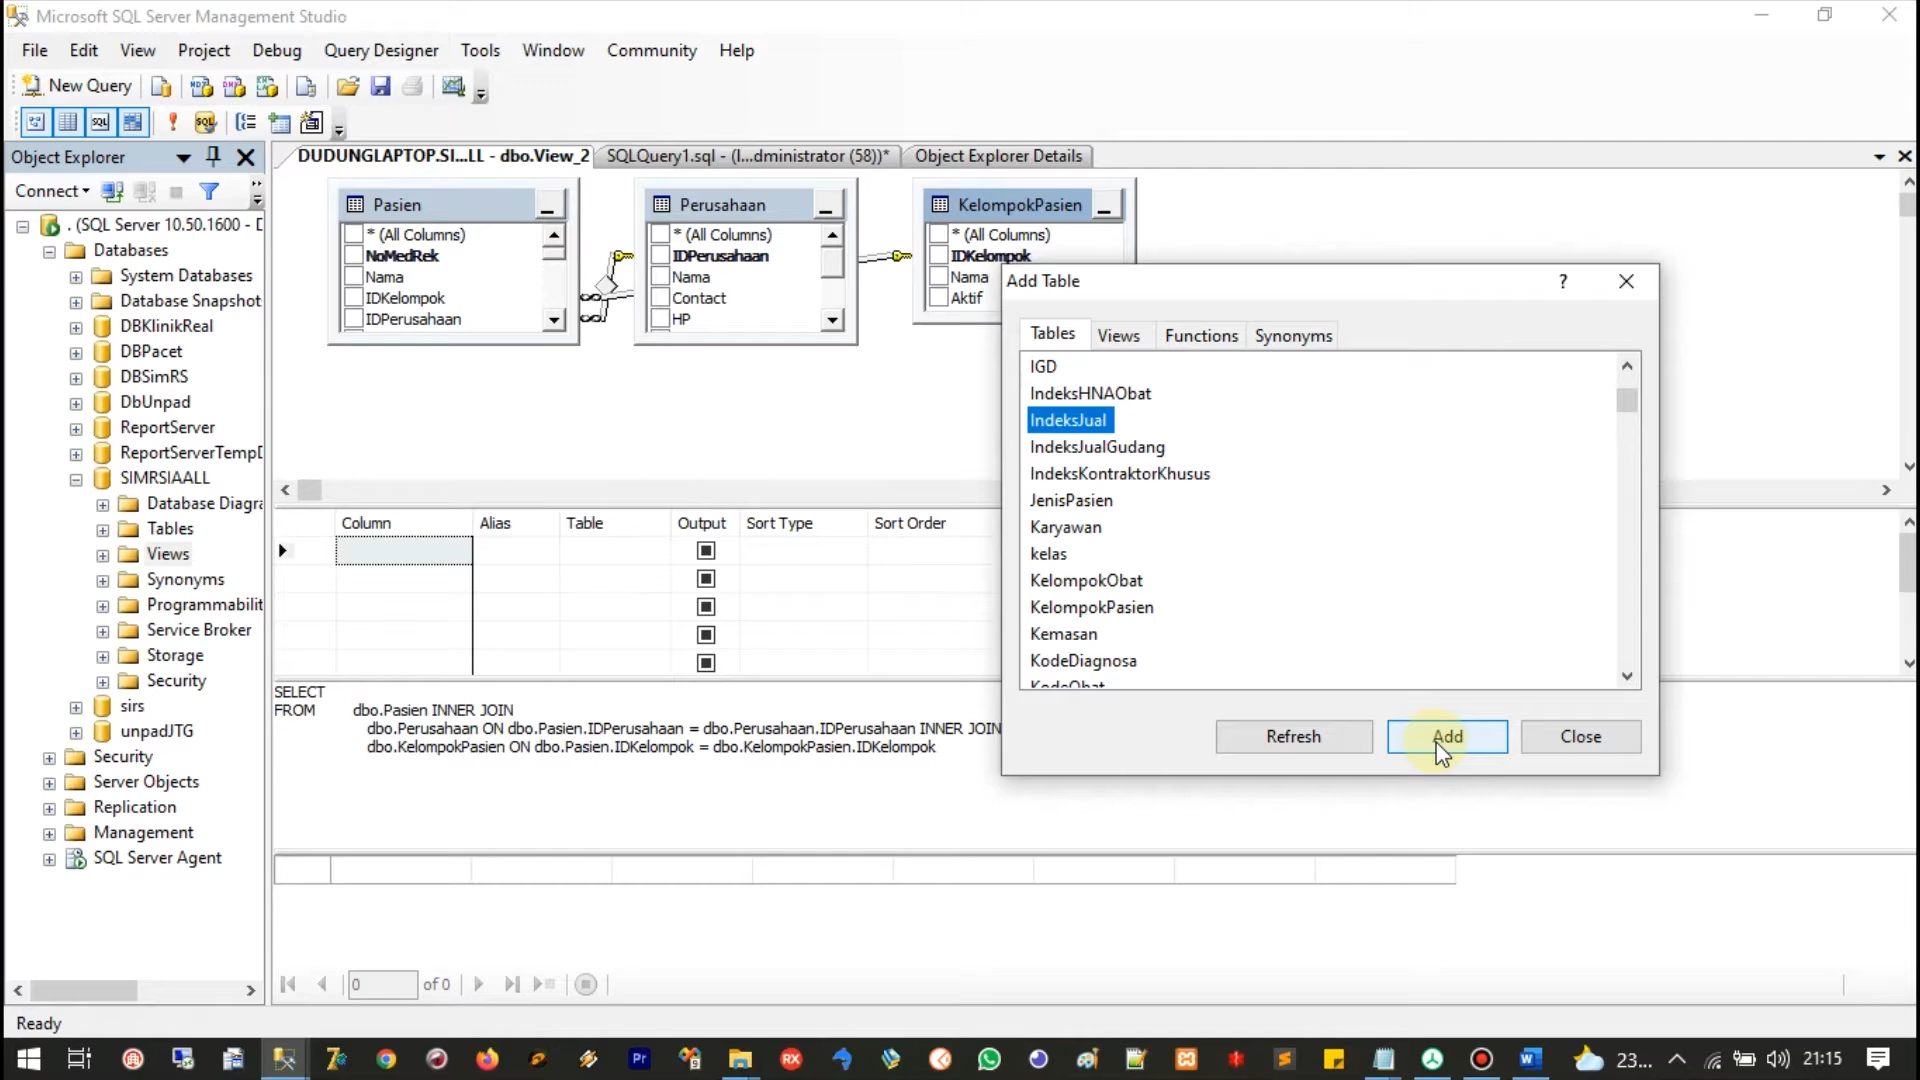 Microsoft SQL Server Management Studio
File Edit View Project Debug Query Designer Tools Window Community Help
New Query
Object Explorer
DUDUNGLAPTOP.SI...LL - dbo.View_2
SQLQuery1.sql - (l...dministrator (58))*
Object Explorer Details
Connect
. (SQL Server 10.50.1600 - D
Databases
System Databases
Database Snapshot
DBKlinikReal
DBPacet
DBSimRS
DbUnpad
ReportServer
ReportServerTempD
SIMRSIAALL
Database Diagra
Tables
Views
Synonyms
Programmabilit
Service Broker
Storage
Security
sirs
unpadJTG
Security
Server Objects
Replication
Management
SQL Server Agent
Pasien
* (All Columns)
NoMedRek
Nama
IDKelompok
IDPerusahaan
Perusahaan
* (All Columns)
IDPerusahaan
Nama
Contact
HP
KelompokPasien
* (All Columns)
IDKelompok
Nama
Aktif
Add Table
Tables Views Functions Synonyms
IGD
IndeksHNAObat
IndeksJual
IndeksJualGudang
IndeksKontraktorKhusus
JenisPasien
Karyawan
kelas
KelompokObat
KelompokPasien
Kemasan
KodeDiagnosa
KodeObat
Refresh Add Close
Column Alias Table Output Sort Type Sort Order
SELECT
FROM dbo.Pasien INNER JOIN
dbo.Perusahaan ON dbo.Pasien.IDPerusahaan = dbo.Perusahaan.IDPerusahaan INNER JOIN
dbo.KelompokPasien ON dbo.Pasien.IDKelompok = dbo.KelompokPasien.IDKelompok
0 of 0
Ready
23... 21:15